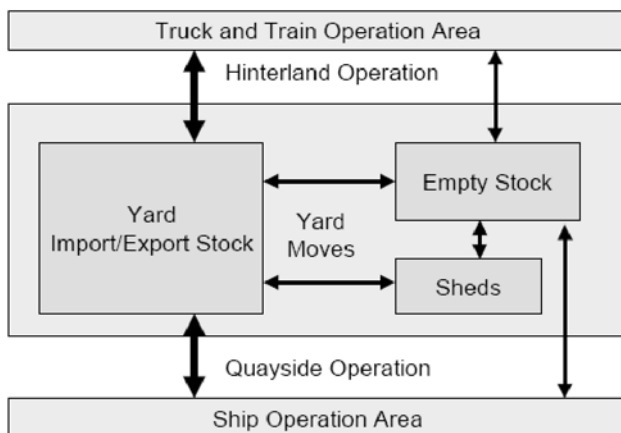 Truck and Train Operation Area
Hinterland Operation
Empty Stock
Yard
Import/Export Stock
Yard
Moves
Sheds
Quayside Operation
Ship Operation Area